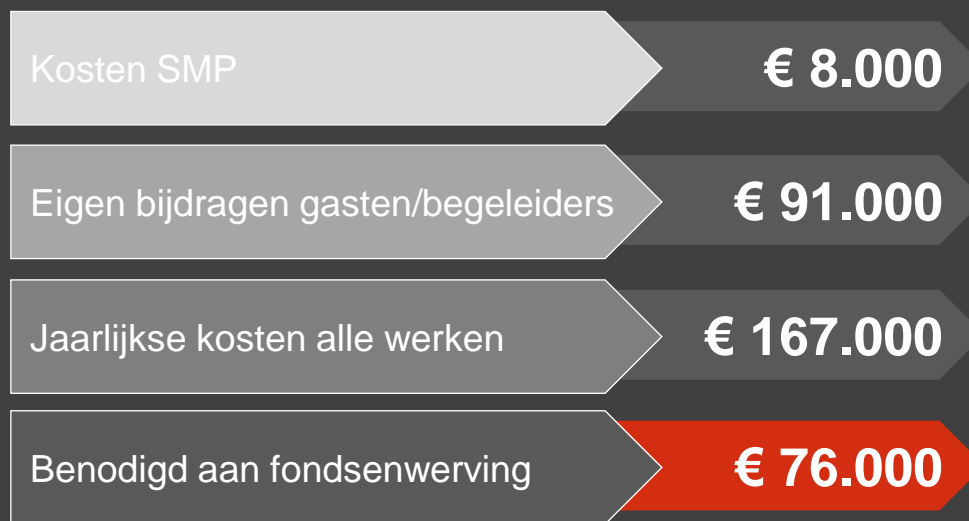 Kosten SMP € 8.000
Eigen bijdragen gasten/begeleiders € 91.000
Jaarlijkse kosten alle werken € 167.000
Benodigd aan fondsenwerving € 76.000